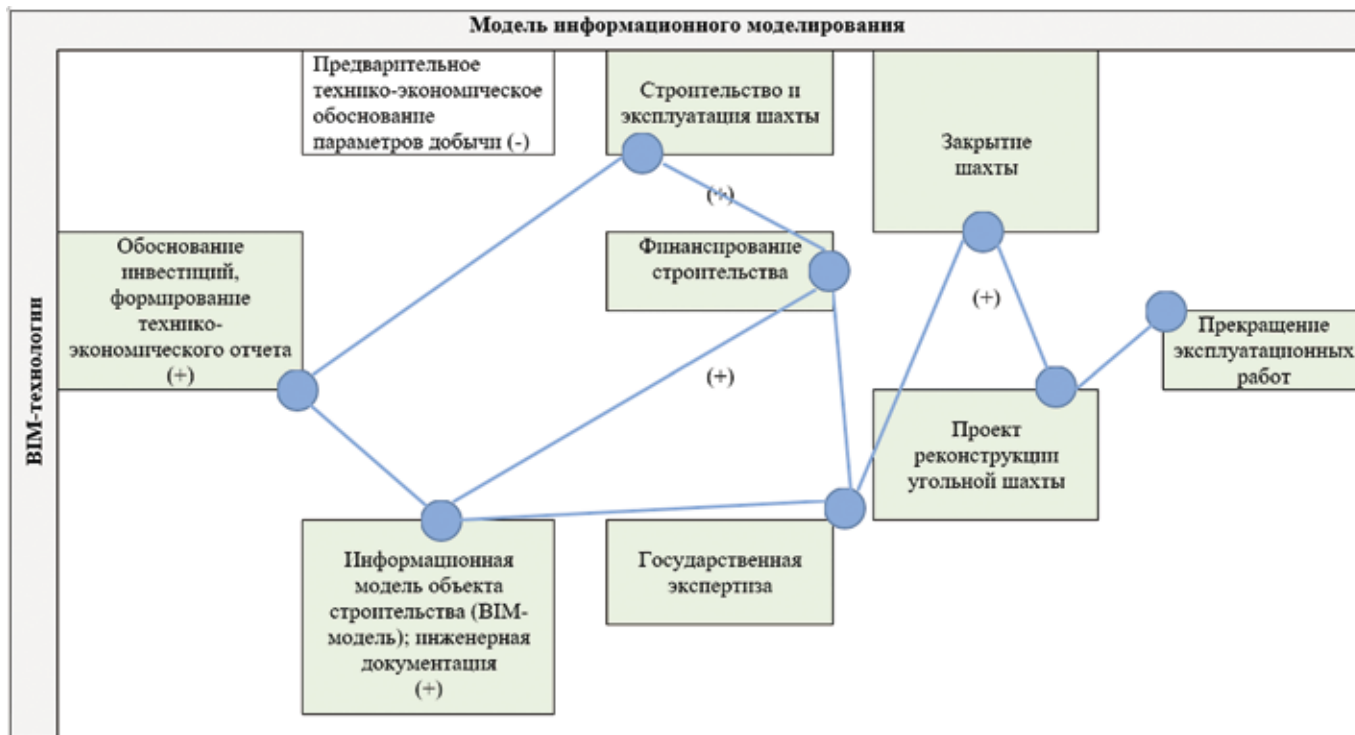 Модель информационного моделирования
BIM-технологии
Предварительное
технико-экономическое
обоснование
параметров добычи (-)
Строительство и
эксплуатация шахты
(+)
Закрытие
шахты
(+)
Обоснование
инвестиций,
формирование
технико-
экономического отчета
(+)
Финансирование
строительства
(+)
Прекращение
эксплуатационных
работ
Проект
реконструкции
угольной шахты
Информационная
модель объекта
строительства (BIM-
модель); инженерная
документация
(+)
Государственная
экспертиза